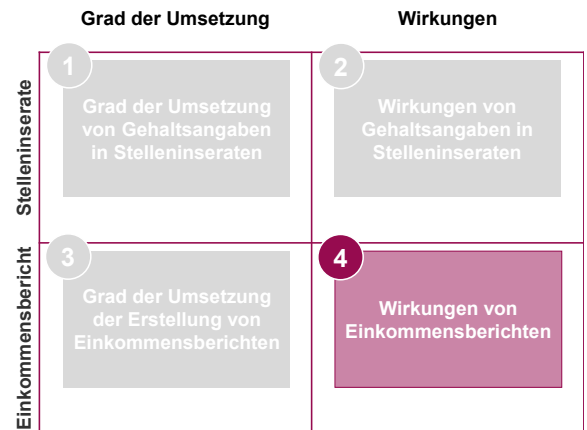 Grad der Umsetzung
Wirkungen
Stelleninserate
1
Grad der Umsetzung
von Gehaltsangaben
in Stelleninseraten
2
Wirkungen von
Gehaltsangaben in
Stelleninseraten
Einkommensbericht
3
Grad der Umsetzung
der Erstellung von
Einkommensberichten
4
Wirkungen von
Einkommensberichten